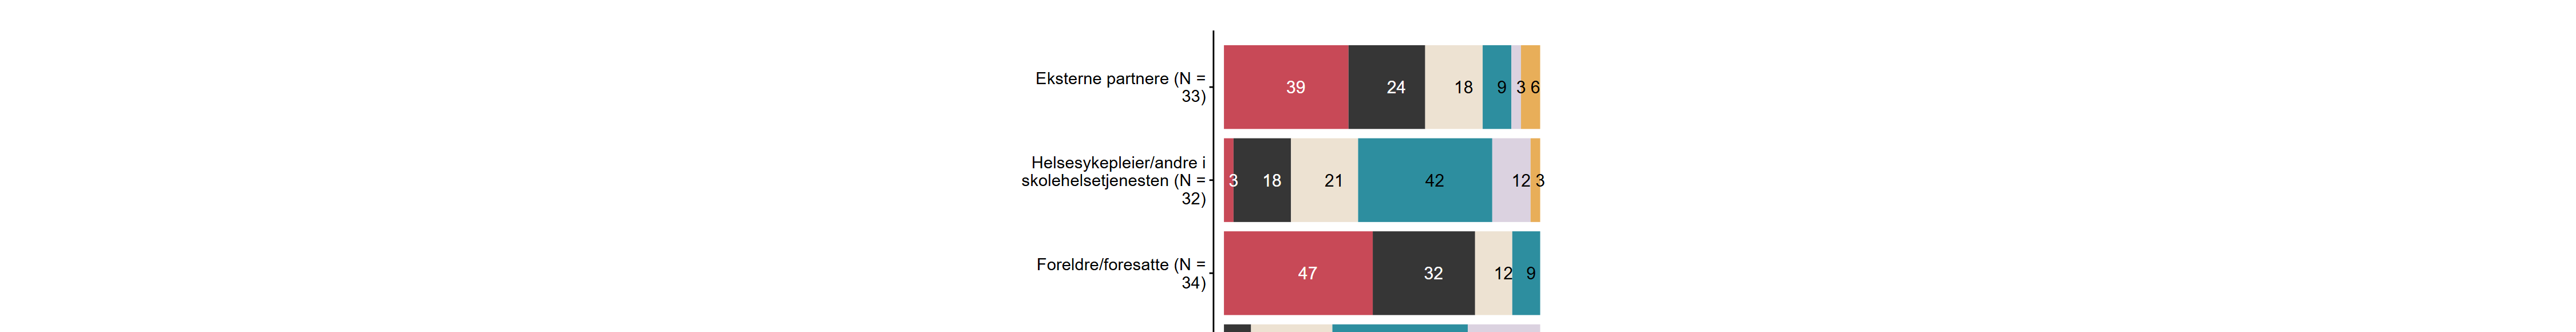 Eksterne partnere (N =
33)
39 24 18 9 3 6
Helsesykepleier/andre i
skolehelsetjenesten (N =
32)
3 18 21 42 12 3
Foreldre/foresatte (N =
34)
47 32 12 9